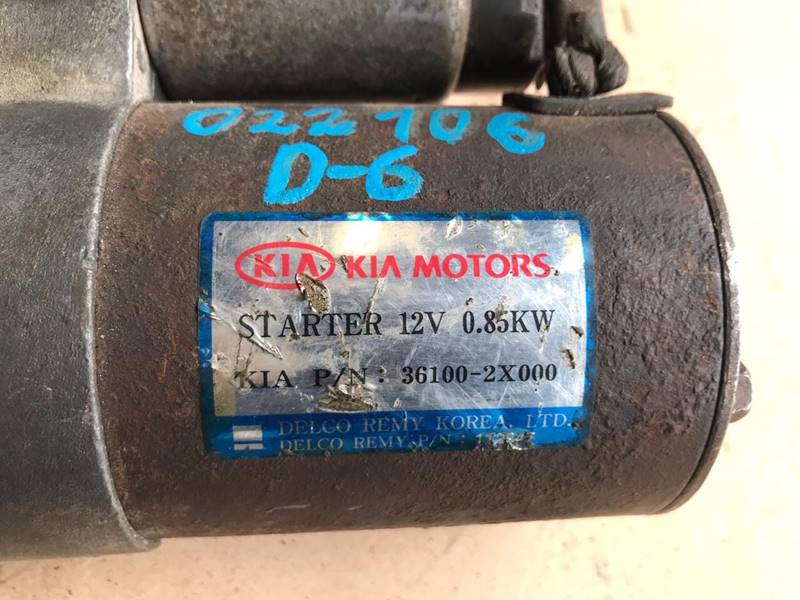 022706
D-6
KIA KIA MOTORS
STARTER 12V 0.85KW
KIA P/N: 36100-2X000
DELCO REMY KOREA. LTD.
DELCO REMY P/N: